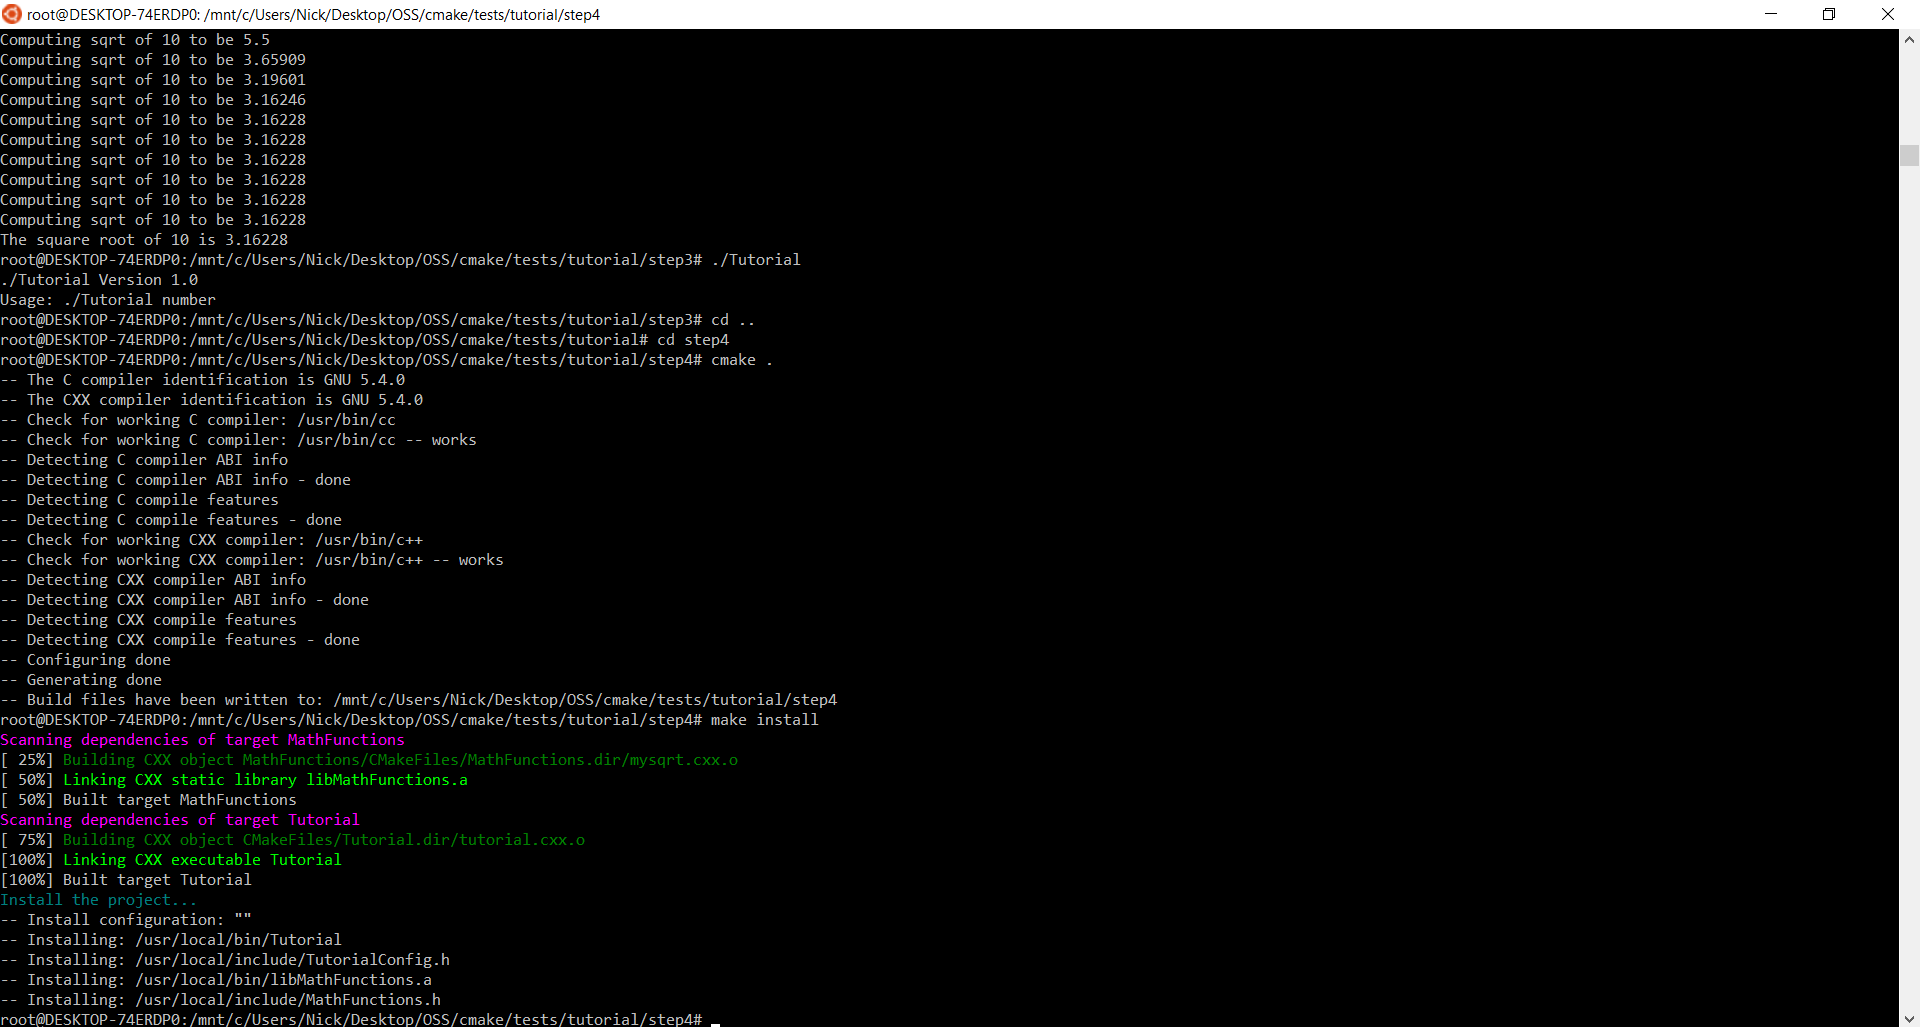 root@DESKTOP-74ERDP0: /mnt/c/Users/Nick/Desktop/OSS/cmake/tests/tutorial/step4
Computing sqrt of 10 to be 5.5
Computing sqrt of 10 to be 3.65909
Computing sqrt of 10 to be 3.19601
Computing sqrt of 10 to be 3.16246
Computing sqrt of 10 to be 3.16228
Computing sqrt of 10 to be 3.16228
Computing sqrt of 10 to be 3.16228
Computing sqrt of 10 to be 3.16228
Computing sqrt of 10 to be 3.16228
Computing sqrt of 10 to be 3.16228
The square root of 10 is 3.16228
root@DESKTOP-74ERDP0:/mnt/c/Users/Nick/Desktop/OSS/cmake/tests/tutorial/step3# ./Tutorial
./Tutorial Version 1.0
Usage: ./Tutorial number
root@DESKTOP-74ERDP0:/mnt/c/Users/Nick/Desktop/OSS/cmake/tests/tutorial/step3# cd ..
root@DESKTOP-74ERDP0:/mnt/c/Users/Nick/Desktop/OSS/cmake/tests/tutorial# cd step4
root@DESKTOP-74ERDP0:/mnt/c/Users/Nick/Desktop/OSS/cmake/tests/tutorial/step4# cmake .
-- The C compiler identification is GNU 5.4.0
-- The CXX compiler identification is GNU 5.4.0
-- Check for working C compiler: /usr/bin/cc
-- Check for working C compiler: /usr/bin/cc -- works
-- Detecting C compiler ABI info
-- Detecting C compiler ABI info - done
-- Detecting C compile features
-- Detecting C compile features - done
-- Check for working CXX compiler: /usr/bin/c++
-- Check for working CXX compiler: /usr/bin/c++ -- works
-- Detecting CXX compiler ABI info
-- Detecting CXX compiler ABI info - done
-- Detecting CXX compile features
-- Detecting CXX compile features - done
-- Configuring done
-- Generating done
-- Build files have been written to: /mnt/c/Users/Nick/Desktop/OSS/cmake/tests/tutorial/step4
root@DESKTOP-74ERDP0:/mnt/c/Users/Nick/Desktop/OSS/cmake/tests/tutorial/step4# make install
Scanning dependencies of target MathFunctions
[ 25%] Building CXX object MathFunctions/CMakeFiles/MathFunctions.dir/mysqrt.cxx.o
[ 50%] Linking CXX static library libMathFunctions.a
[ 50%] Built target MathFunctions
Scanning dependencies of target Tutorial
[ 75%] Building CXX object CMakeFiles/Tutorial.dir/tutorial.cxx.o
[100%] Linking CXX executable Tutorial
[100%] Built target Tutorial
Install the project...
-- Install configuration: ""
-- Installing: /usr/local/bin/Tutorial
-- Installing: /usr/local/include/TutorialConfig.h
-- Installing: /usr/local/bin/libMathFunctions.a
-- Installing: /usr/local/include/MathFunctions.h
root@DESKTOP-74ERDP0:/mnt/c/Users/Nick/Desktop/OSS/cmake/tests/tutorial/step4#